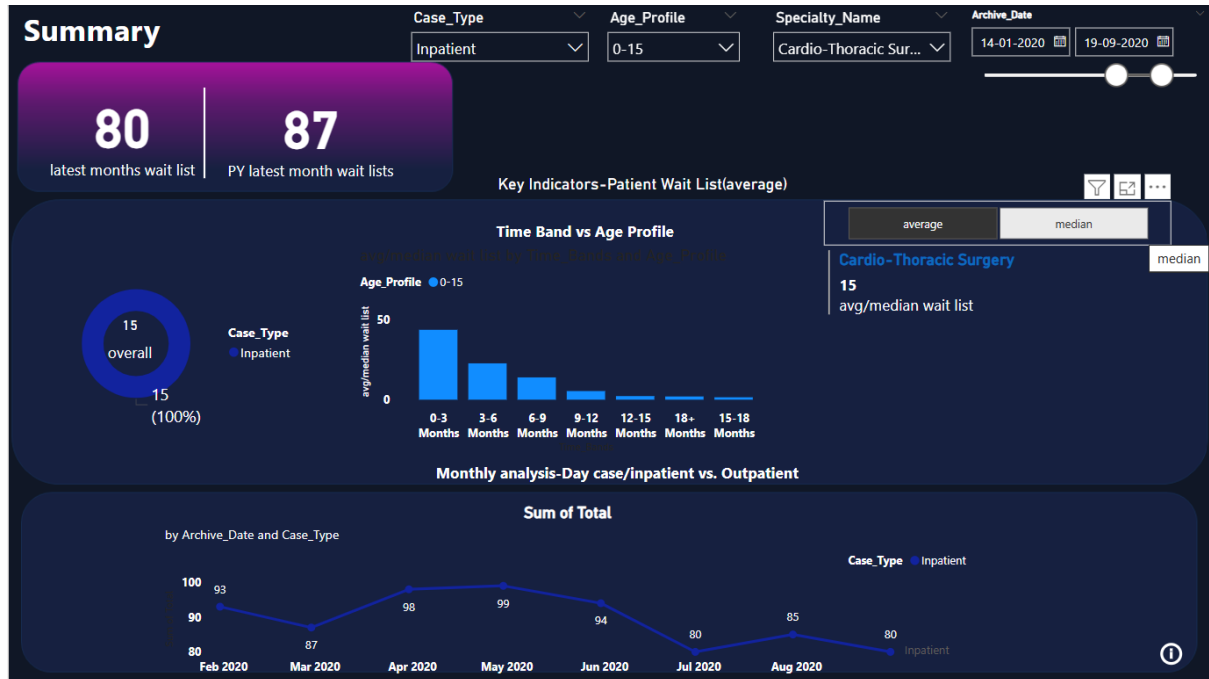 Summary
Case_Type
Inpatient
Age_Profile
0-15
Specialty_Name
Cardio-Thoracic Sur...
Archive_Date
14-01-2020
19-09-2020
80
latest months wait list
87
PY latest month wait lists
Key Indicators-Patient Wait List(average)
average
median
median
Time Band vs Age Profile
Age_Profile
0-15
Cardio-Thoracic Surgery
15
avg/median wait list
15
overall
15
(100%)
Case_Type
Inpatient
avg/median wait list
50
0
0-3
Months
3-6
Months
6-9
Months
9-12
Months
12-15
Months
18+
Months
15-18
Months
Monthly analysis-Day case/inpatient vs. Outpatient
Sum of Total
by Archive_Date and Case_Type
Case_Type
Inpatient
100
90
80
93
87
98
99
94
80
85
80
Inpatient
Feb 2020
Mar 2020
Apr 2020
May 2020
Jun 2020
Jul 2020
Aug 2020